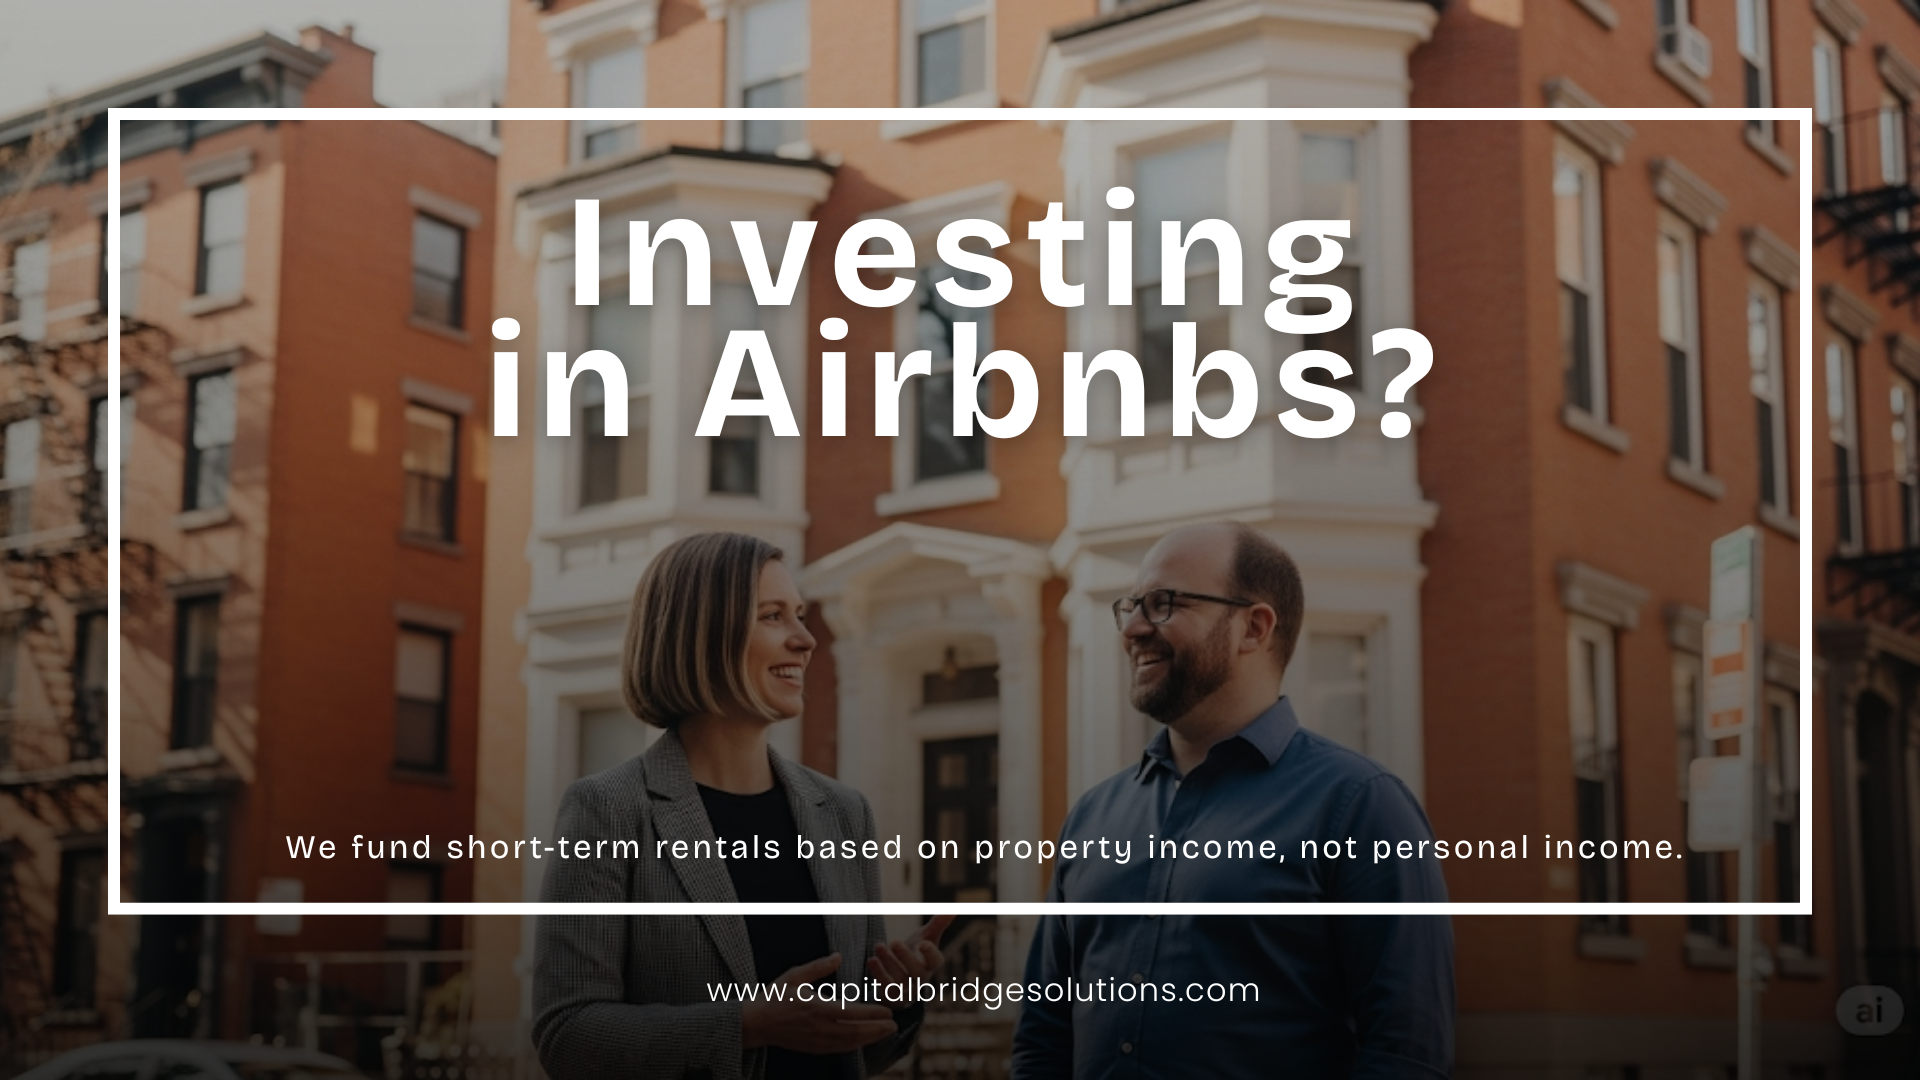 Investing
in Airbnbs?
We fund short-term rentals based on property income, not personal income.
www.capitalbridgesolutions.com
ai